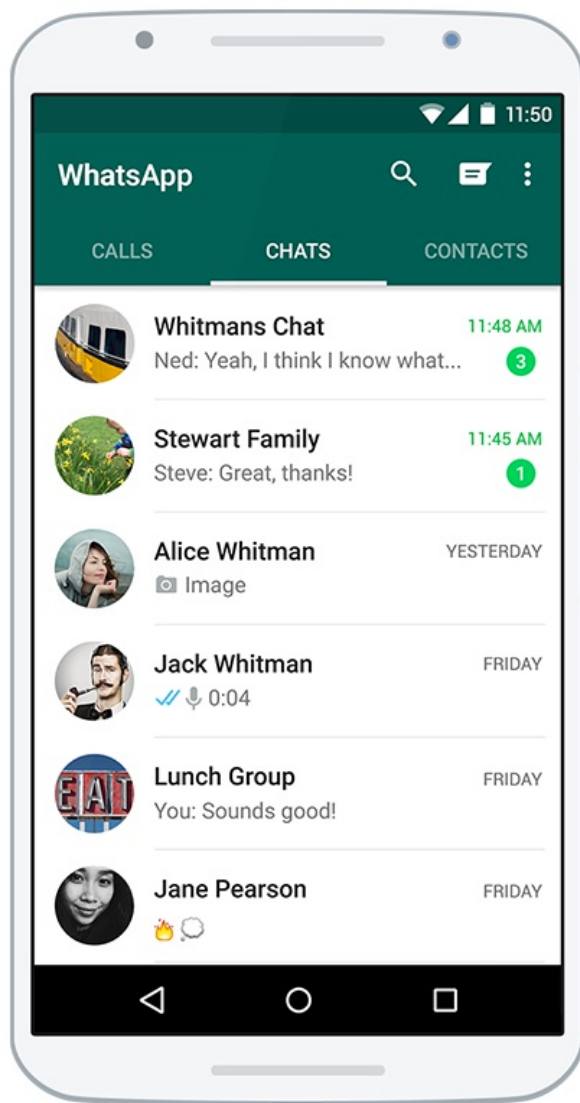 11:50
WhatsApp
CALLS CHATS CONTACTS
Whitmans Chat 11:48 AM
Ned: Yeah, I think I know what... 3
Stewart Family 11:45 AM
Steve: Great, thanks! 1
Alice Whitman YESTERDAY
Image
Jack Whitman FRIDAY
0:04
Lunch Group FRIDAY
EAT
You: Sounds good!
Jane Pearson FRIDAY
🔥💭